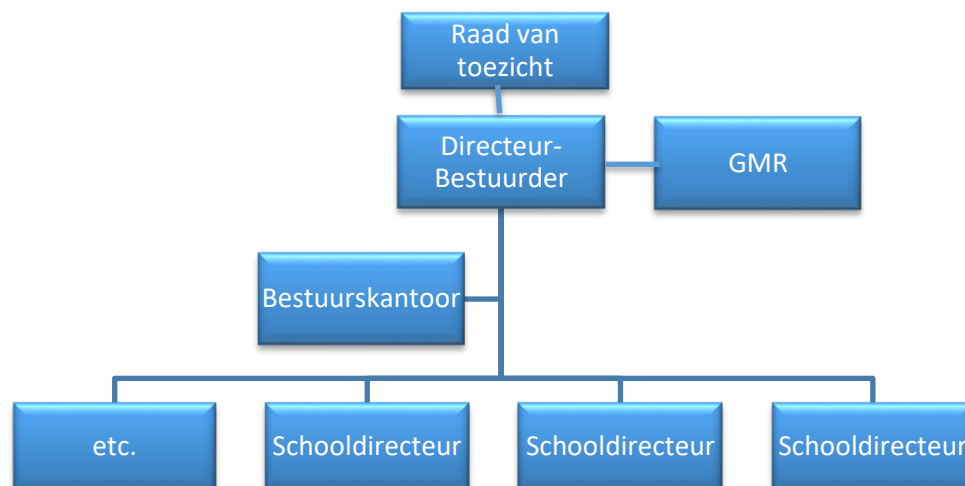 Raad van
toezicht
Directeur-
Bestuurder
GMR
Bestuurskantoor
etc.
Schooldirecteur
Schooldirecteur
Schooldirecteur